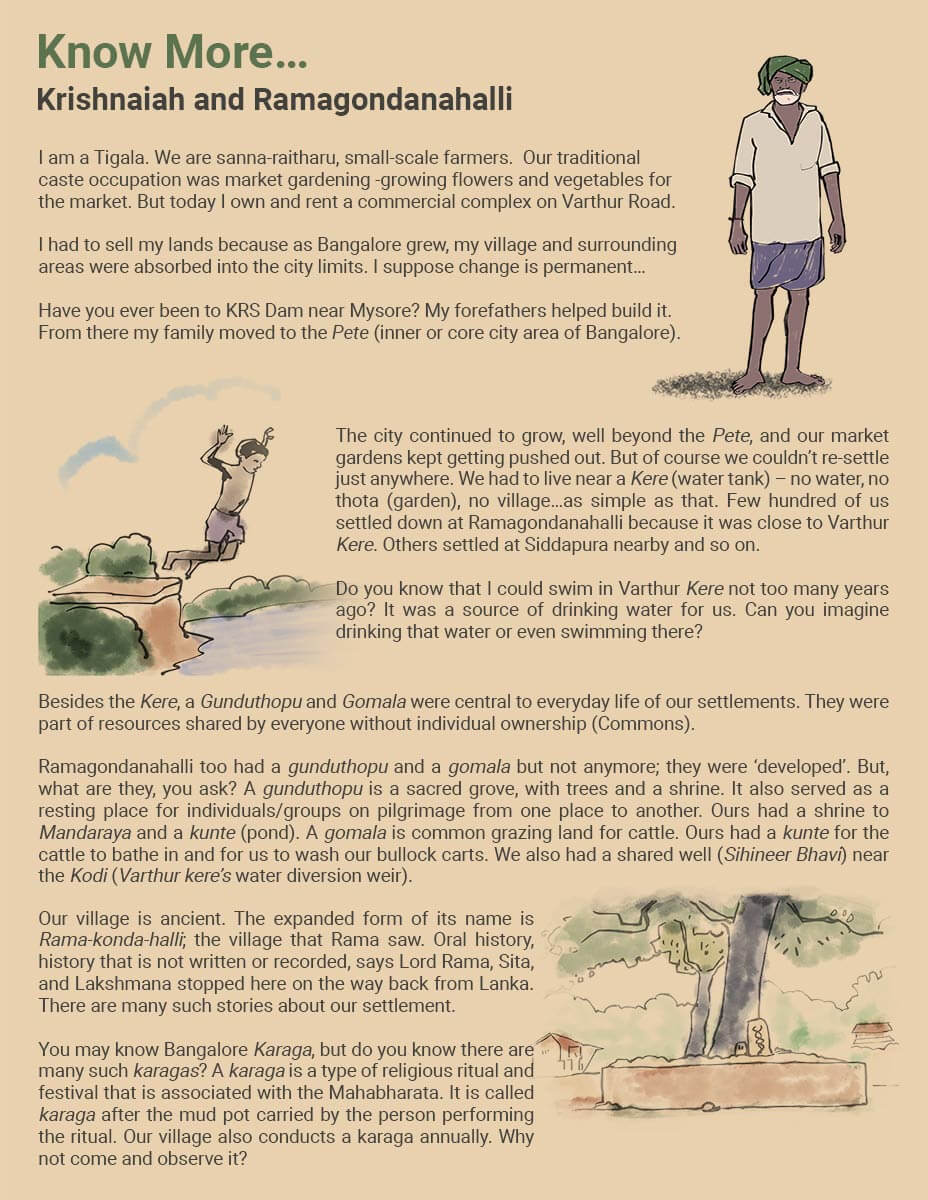 Know More...
Krishnaiah and Ramagondanahalli
I am a Tigala. We are sanna-raitharu, small-scale farmers.  Our traditional
caste occupation was market gardening -growing flowers and vegetables for
the market. But today I own and rent a commercial complex on Varthur Road.
I had to sell my lands because as Bangalore grew, my village and surrounding
areas were absorbed into the city limits. I suppose change is permanent...
Have you ever been to KRS Dam near Mysore? My forefathers helped build it.
From there my family moved to the Pete (inner or core city area of Bangalore).
The city continued to grow, well beyond the Pete, and our market
gardens kept getting pushed out. But of course we couldn't re-settle
just anywhere. We had to live near a Kere (water tank) – no water, no
thota (garden), no village...as simple as that. Few hundred of us
settled down at Ramagondanahalli because it was close to Varthur
Kere. Others settled at Siddapura nearby and so on.
Do you know that I could swim in Varthur Kere not too many years
ago? It was a source of drinking water for us. Can you imagine
drinking that water or even swimming there?
Besides the Kere, a Gunduthopu and Gomala were central to everyday life of our settlements. They were
part of resources shared by everyone without individual ownership (Commons).
Ramagondanahalli too had a gunduthopu and a gomala but not anymore; they were 'developed'. But,
what are they, you ask? A gunduthopu is a sacred grove, with trees and a shrine. It also served as a
resting place for individuals/groups on pilgrimage from one place to another. Ours had a shrine to
Mandaraya and a kunte (pond). A gomala is common grazing land for cattle. Ours had a kunte for the
cattle to bathe in and for us to wash our bullock carts. We also had a shared well (Sihineer Bhavi) near
the Kodi (Varthur kere's water diversion weir).
Our village is ancient. The expanded form of its name is
Rama-konda-halli; the village that Rama saw. Oral history,
history that is not written or recorded, says Lord Rama, Sita,
and Lakshmana stopped here on the way back from Lanka.
There are many such stories about our settlement.
You may know Bangalore Karaga, but do you know there are
many such karagas? A karaga is a type of religious ritual and
festival that is associated with the Mahabharata. It is called
karaga after the mud pot carried by the person performing
the ritual. Our village also conducts a karaga annually. Why
not come and observe it?